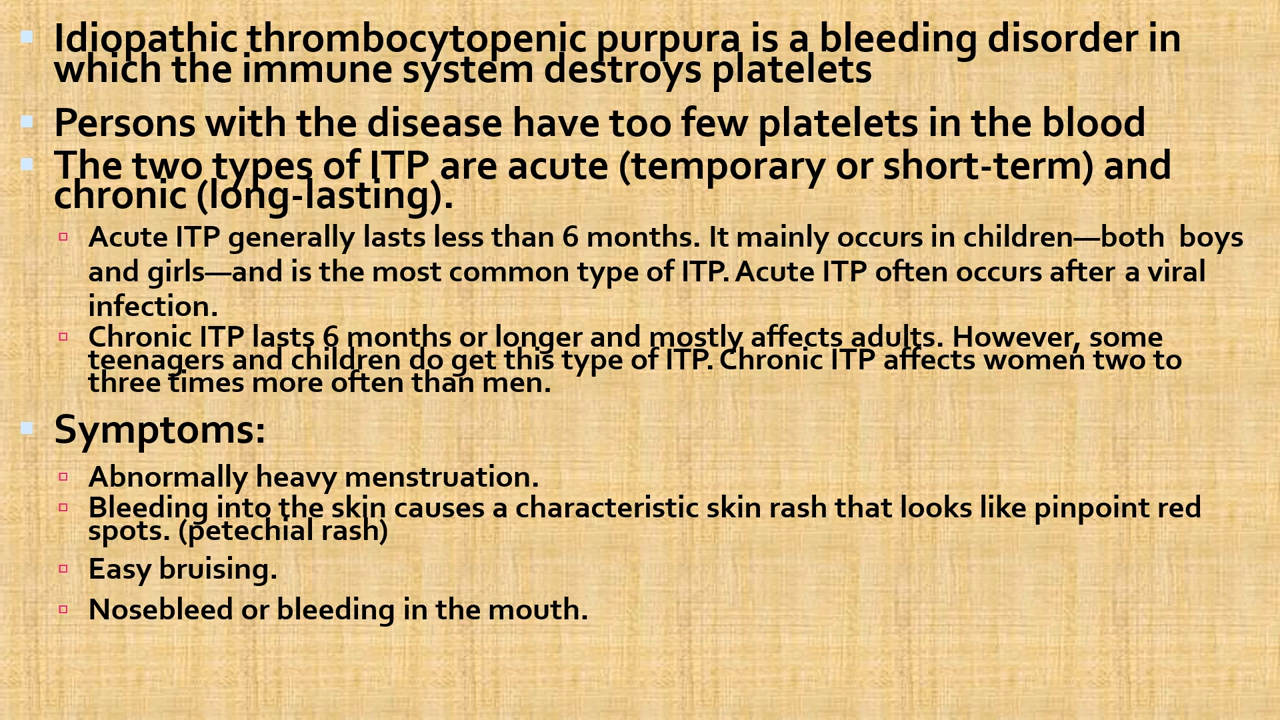 Idiopathic thrombocytopenic purpura is a bleeding disorder in
which the immune system destroys platelets
Persons with the disease have too few platelets in the blood
The two types of ITP are acute (temporary or short-term) and
chronic (long-lasting).
Acute ITP generally lasts less than 6 months. It mainly occurs in children—both  boys
and girls—and is the most common type of ITP. Acute ITP often occurs after a viral
infection.
Chronic ITP lasts 6 months or longer and mostly affects adults. However, some
teenagers and children do get this type of ITP. Chronic ITP affects women two to
three times more often than men.
Symptoms:
Abnormally heavy menstruation.
Bleeding into the skin causes a characteristic skin rash that looks like pinpoint red
spots. (petechial rash)
Easy bruising.
Nosebleed or bleeding in the mouth.